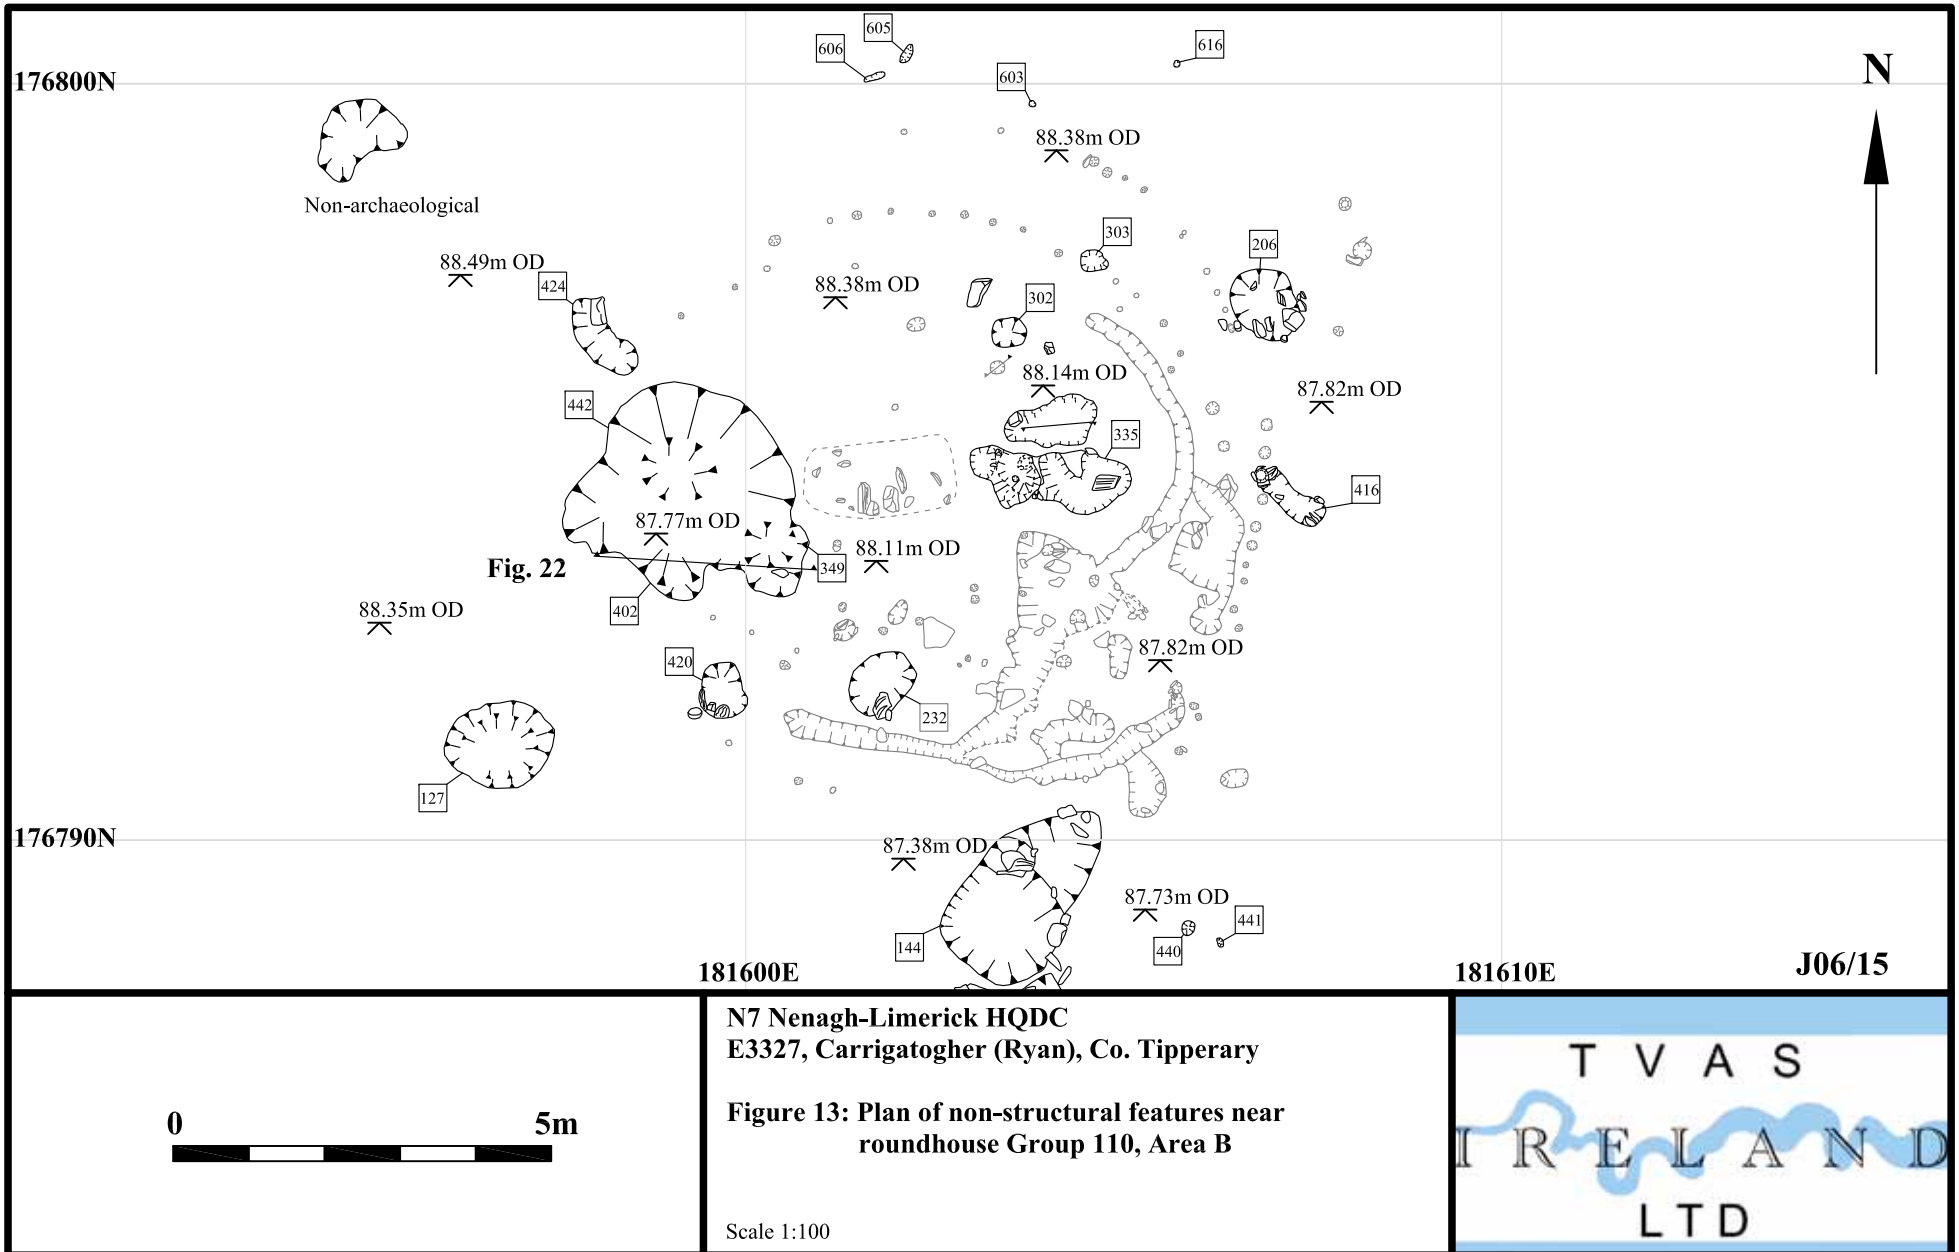 605
606
616
603
176800N
N
88.38m OD
Non-archaeological
303
206
88.49m OD
424
88.38m OD
302
88.14m OD
87.82m OD
442
335
416
87.77m OD
88.11m OD
349
Fig. 22
402
88.35m OD
87.82m OD
420
232
127
176790N
87.38m OD
87.73m OD
441
144
440
181600E
181610E
J06/15
0 5m
N7 Nenagh-Limerick HQDC
E3327, Carrigatogher (Ryan), Co. Tipperary
Figure 13: Plan of non-structural features near
roundhouse Group 110, Area B
Scale 1:100
T V A S
I R E L A N D
L T D